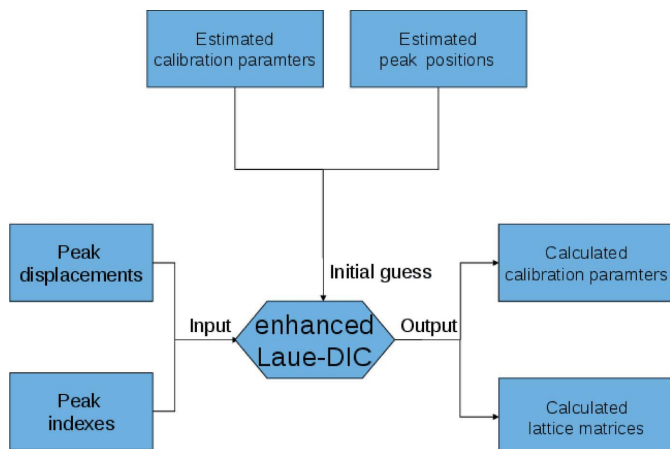 Estimated
calibration paramters
Estimated
peak positions
Peak
displacements
Initial guess
Calculated
calibration paramters
Input
enhanced
Laue-DIC
Output
Peak
indexes
Calculated
lattice matrices